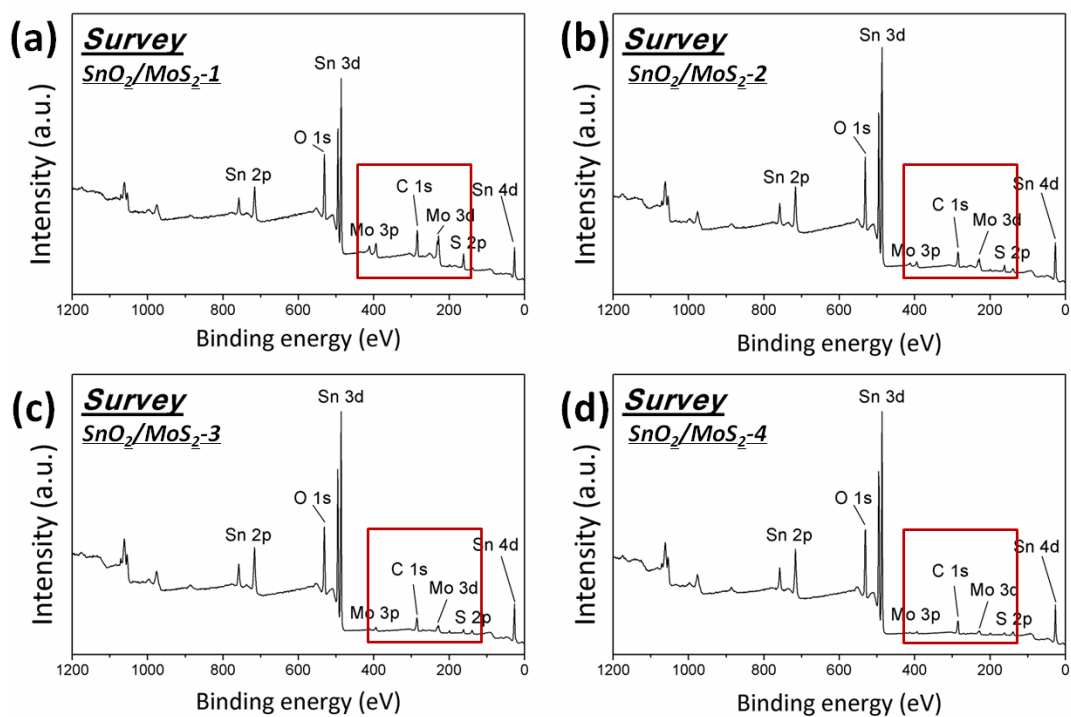 (a)
Survey
SnO2/MoS2-1
Sn 3d
O 1s
Sn 2p
C 1s
Mo 3d
Sn 4d
Mo 3p
S 2p
Intensity (a.u.)
1200 1000 800 600 400 200 0
Binding energy (eV)
(b)
Survey
SnO2/MoS2-2
Sn 3d
O 1s
Sn 2p
C 1s
Mo 3d
Sn 4d
Mo 3p
S 2p
Intensity (a.u.)
1200 1000 800 600 400 200 0
Binding energy (eV)
(c)
Survey
SnO2/MoS2-3
Sn 3d
O 1s
Sn 2p
C 1s
Mo 3d
Sn 4d
Mo 3p
S 2p
Intensity (a.u.)
1200 1000 800 600 400 200 0
Binding energy (eV)
(d)
Survey
SnO2/MoS2-4
Sn 3d
O 1s
Sn 2p
C 1s
Mo 3d
Sn 4d
Mo 3p
S 2p
Intensity (a.u.)
1200 1000 800 600 400 200 0
Binding energy (eV)